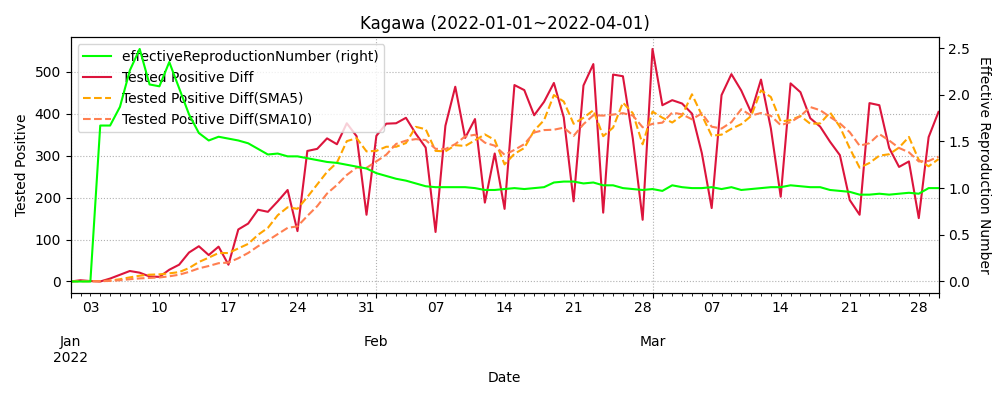 Kagawa (2022-01-01~2022-04-01)
effectiveReproductionNumber (right)
Tested Positive Diff
Tested Positive Diff(SMA5)
Tested Positive Diff(SMA10)
Tested Positive
500
400
300
200
100
0
2.5
2.0
1.5
1.0
0.5
0.0
Effective Reproduction Number
03 10 17 24 31 07 14 21 28 07 14 21 28
Jan Feb Mar
2022
Date